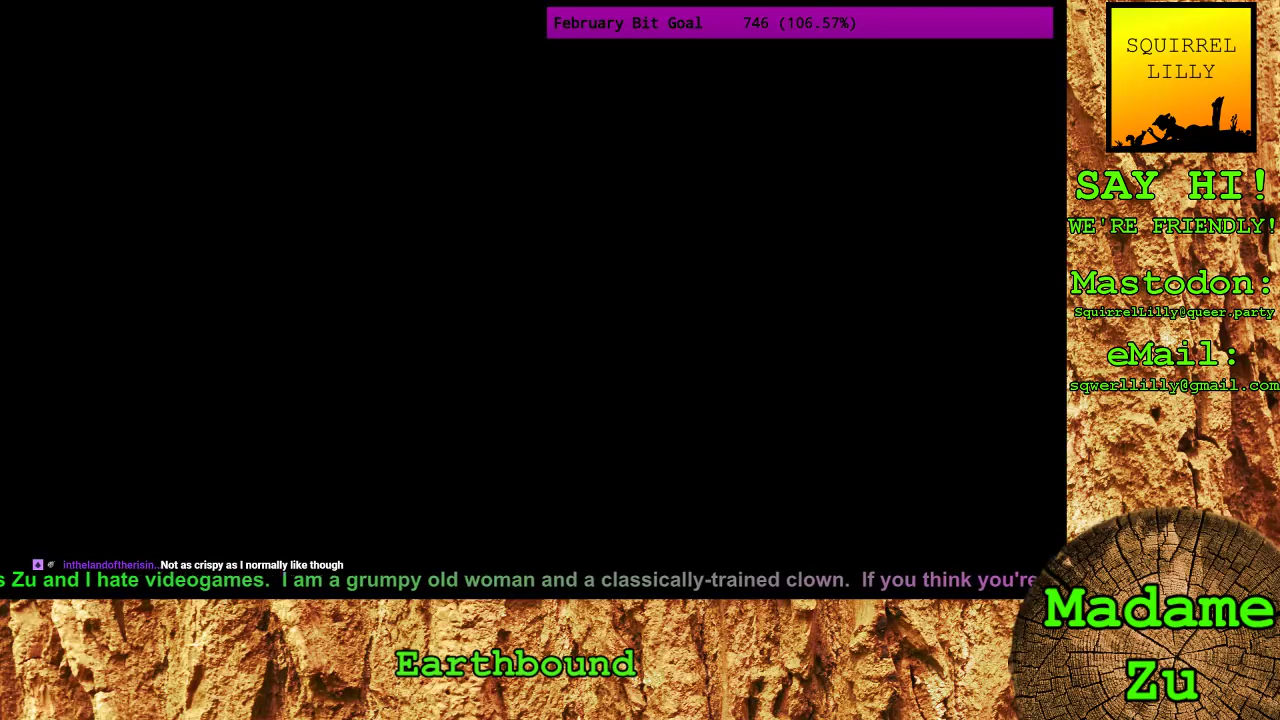 February Bit Goal 746 (106.57%)
SQUIRREL
LILLY
SAY HI!
WE'RE FRIENDLY!
Mastodon:
SquirrelLilly@queer.party
eMail:
sqwerllilly@gmail.com
inthelandoftherisin.. Not as crispy as I normally like though
s Zu and I hate videogames. I am a grumpy old woman and a classically-trained clown. If you think you're
Earthbound
Madame
Zu